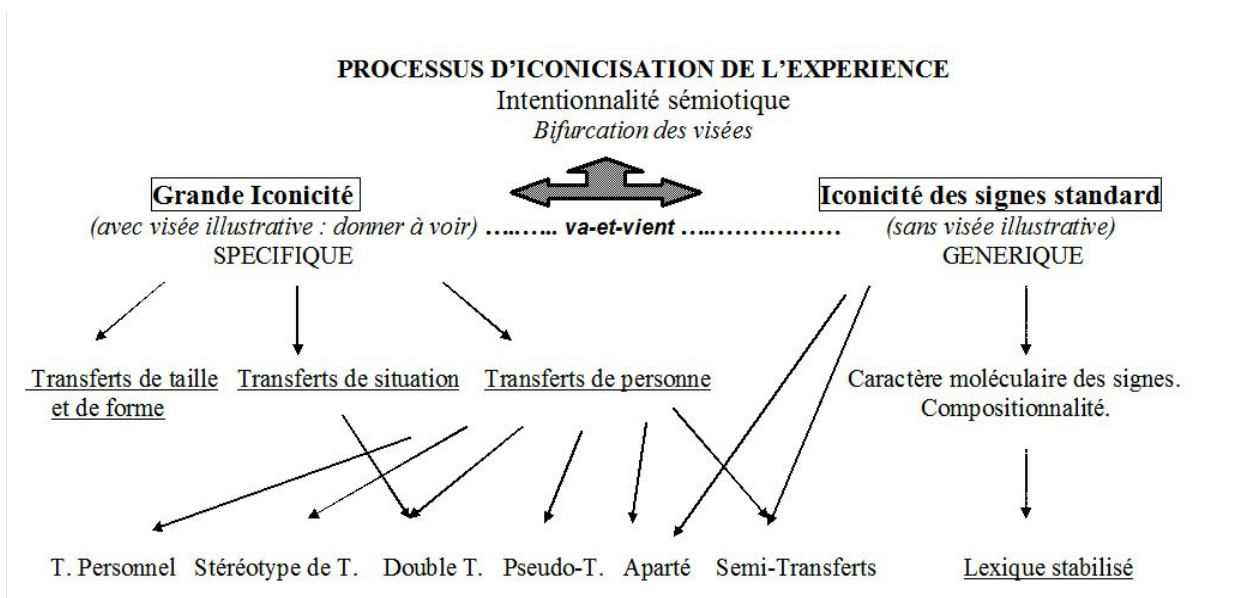 PROCESSUS D'ICONICISATION DE L'EXPERIENCE
Intentionnalité sémiotique
Bifurcation des visées
Grande Iconicité
Iconicité des signes standard
(avec visée illustrative : donner à voir) ......... va-et-vient ...................
(sans visée illustrative)
SPECIFIQUE
GENERIQUE
Transferts de taille
et de forme
Transferts de situation
Transferts de personne
Caractère moléculaire des signes.
Compositionnalité.
T. Personnel
Stéréotype de T.
Double T.
Pseudo-T.
Aparté
Semi-Transferts
Lexique stabilisé